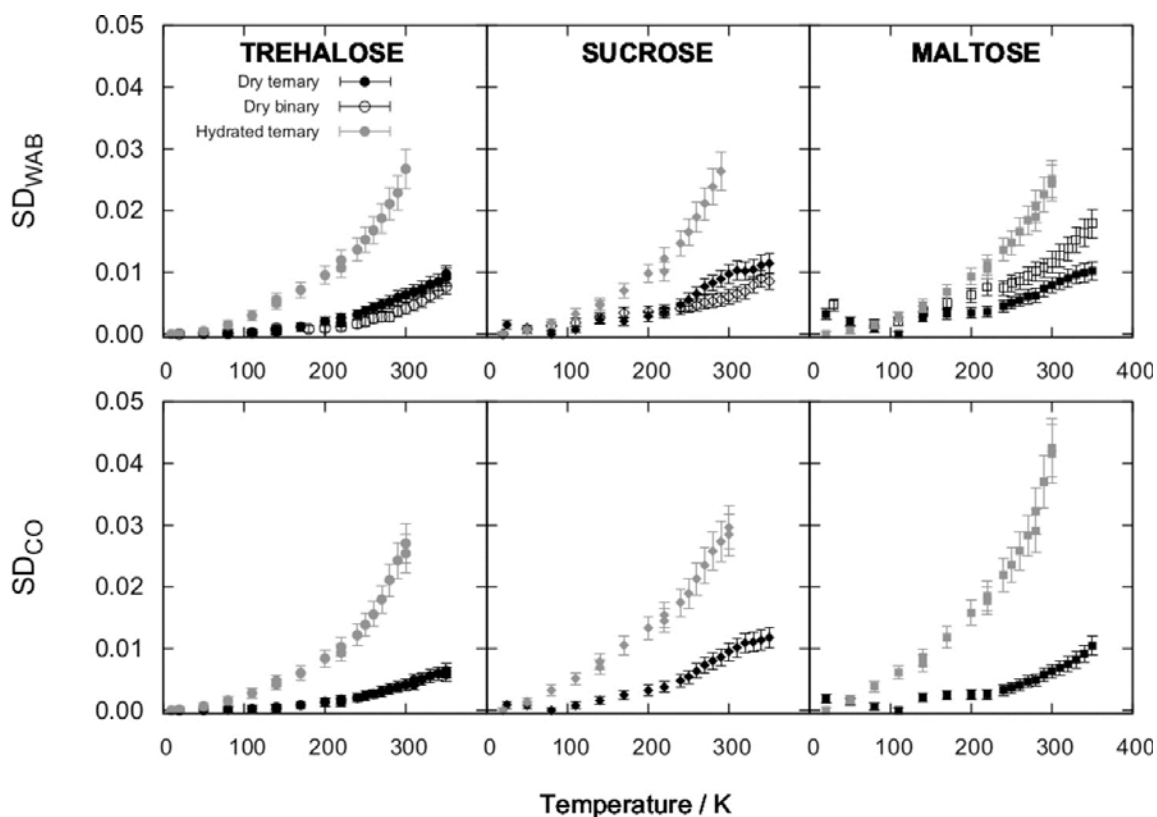 TREHALOSE SUCROSE MALTOSE
Dry ternary
Dry binary
Hydrated ternary
SD_WAB
0.05
0.04
0.03
0.02
0.01
0.00
0 100 200 300 0 100 200 300 0 100 200 300 400
SD_CO
0.05
0.04
0.03
0.02
0.01
0.00
0 100 200 300 0 100 200 300 0 100 200 300 400
Temperature / K